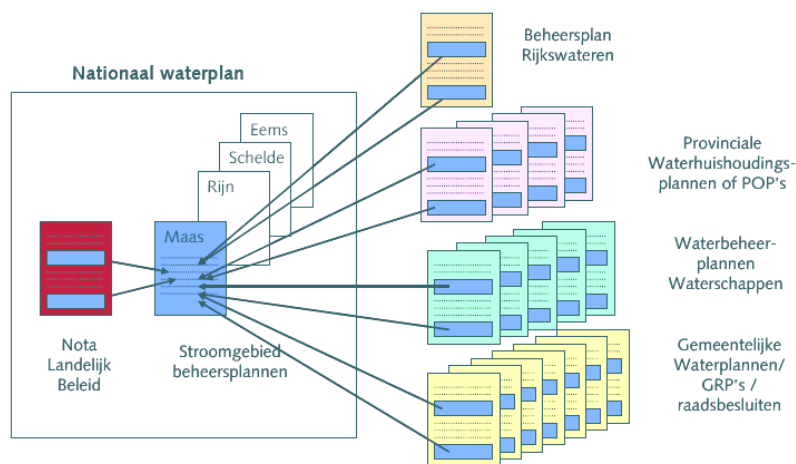 Nationaal waterplan
Eems
Schelde
Rijn
Maas
Nota
Landelijk
Beleid
Stroomgebied
beheersplannen
Beheersplan
Rijkswateren
Provinciale
Waterhuishoudings-
plannen of POP's
Waterbeheer-
plannen
Waterschappen
Gemeentelijke
Waterplannen/
GRP's /
raadsbesluiten